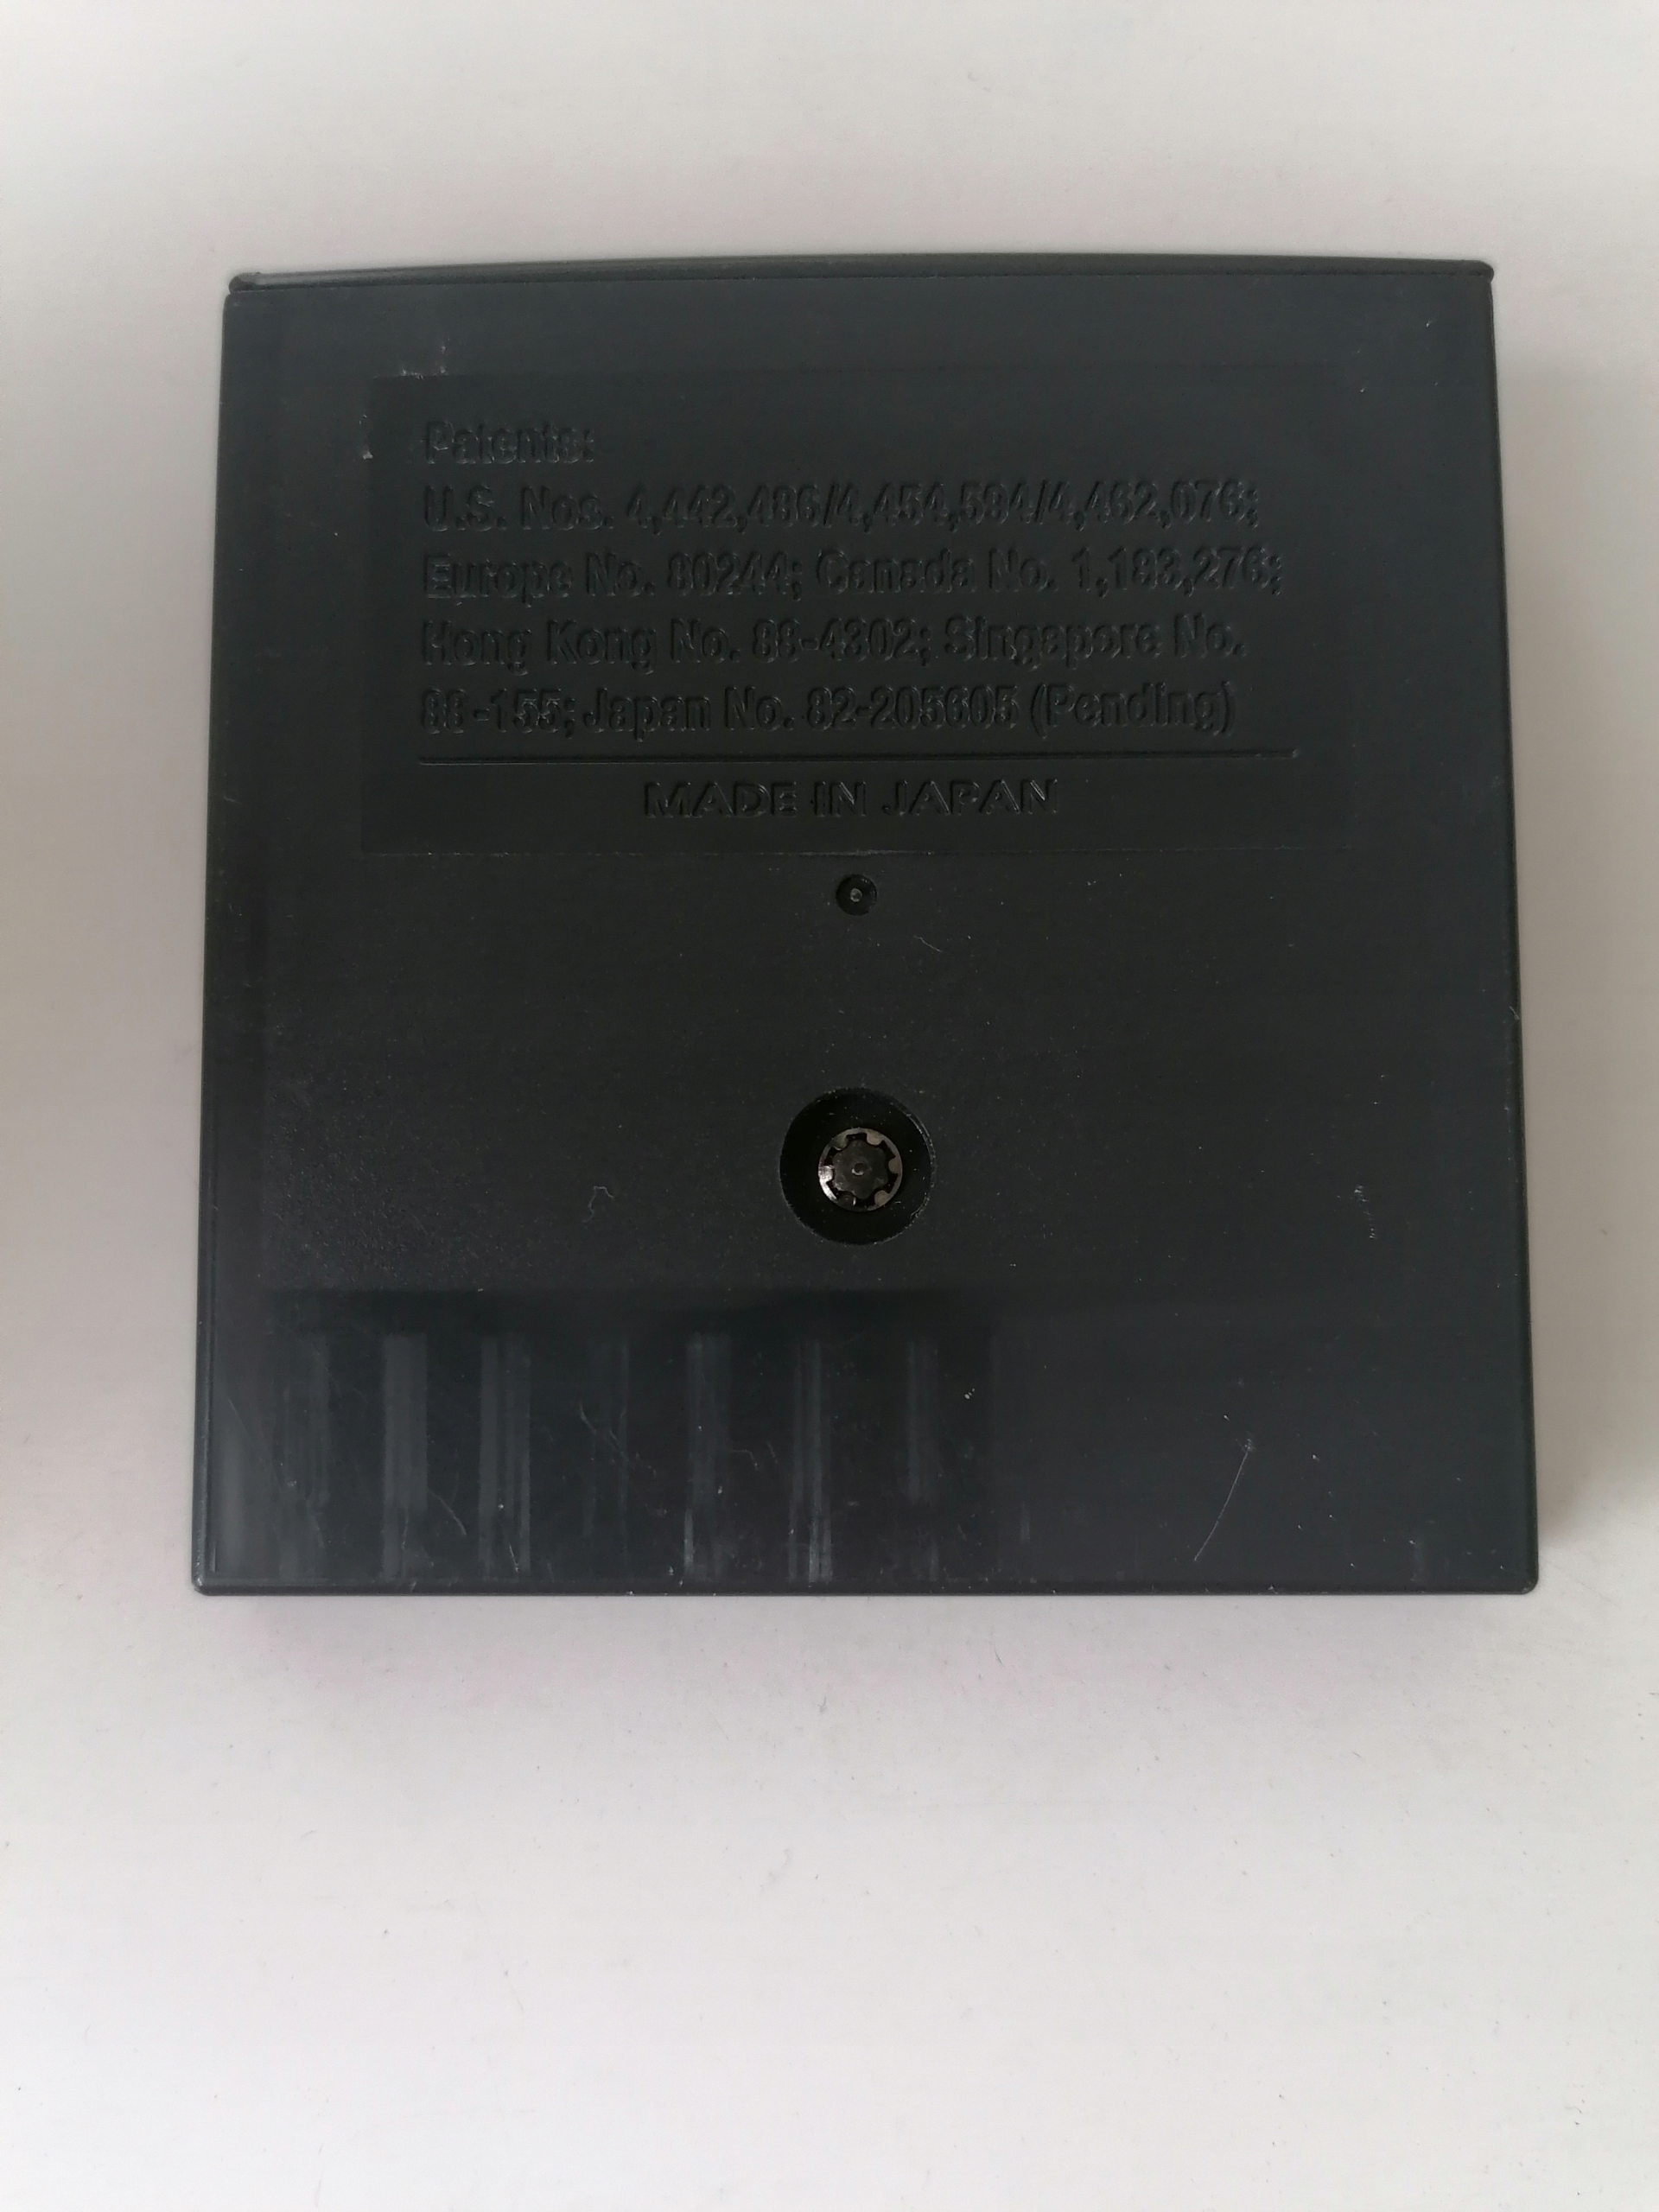 Patents:
U.S. Nos. 4,442,486/4,454,594/4,462,076;
Europe No. 80244; Canada No. 1,183,276;
Hong Kong No. 88-4302; Singapore No.
88-155; Japan No. 82-205605 (Pending)
MADE IN JAPAN